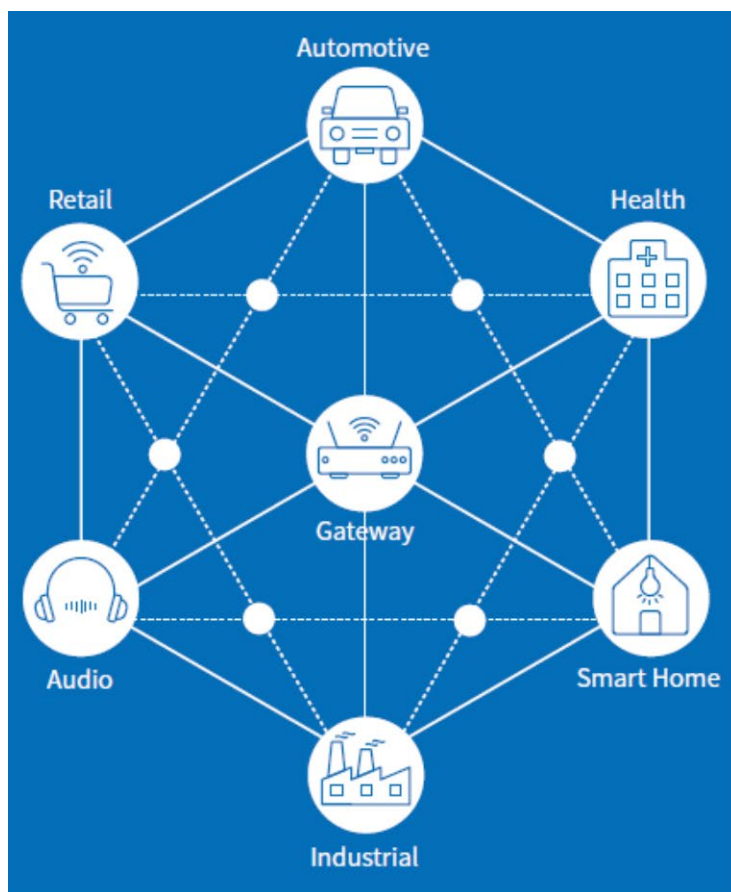 Automotive
Retail
Health
Gateway
Audio
Smart Home
Industrial